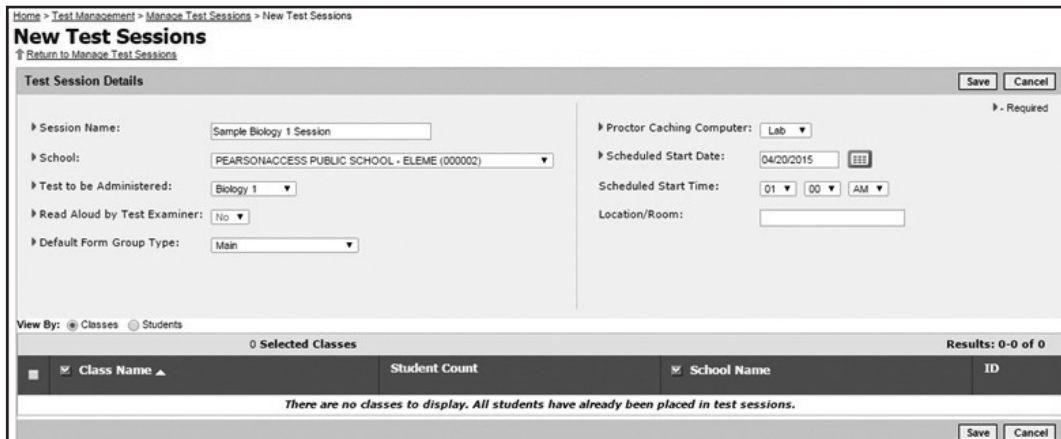 Home > Test Management > Manage Test Sessions > New Test Sessions
New Test Sessions
Return to Manage Test Sessions
Test Session Details
Save Cancel
- Required
Session Name: Sample Biology 1 Session
School: PEARSONACCESS PUBLIC SCHOOL - ELEME (000002)
Test to be Administered: Biology 1
Read Aloud by Test Examiner: No
Default Form Group Type: Main
Proctor Caching Computer: Lab
Scheduled Start Date: 04/20/2015
Scheduled Start Time: 01 00 AM
Location/Room:
View By: Classes Students
0 Selected Classes Results: 0-0 of 0
Class Name Student Count School Name ID
There are no classes to display. All students have already been placed in test sessions.
Save Cancel